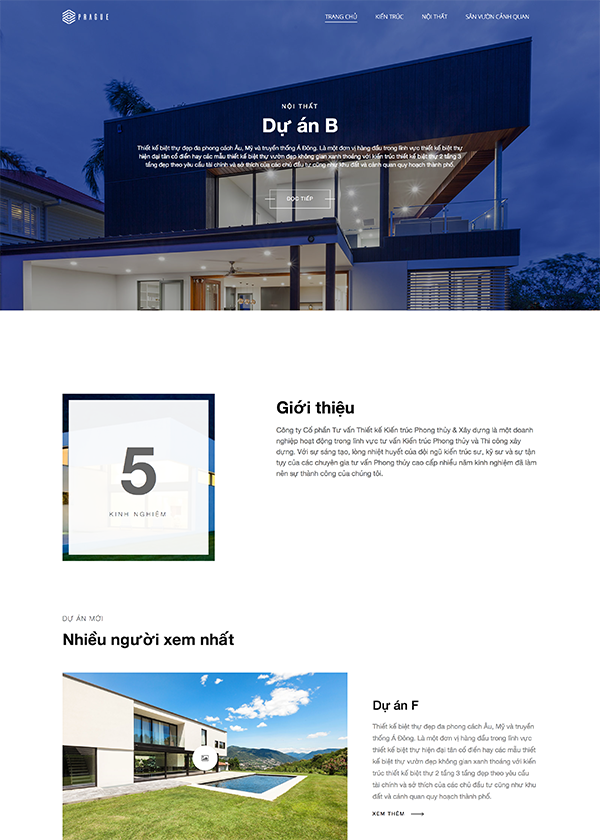 PRAGUE
TRANG CHỦ KIẾN TRÚC NỘI THẤT SÂN VƯỜN CẢNH QUAN
NỘI THẤT
Dự án B
Thiết kế biệt thự đẹp đa phong cách Âu, Mỹ và truyền thống Á Đông. Là một đơn vị hàng đầu trong lĩnh vực thiết kế biệt thự
hiện đại tân cổ điển hay các mẫu thiết kế biệt thự vườn đẹp không gian xanh thoáng với kiến trúc thiết kế biệt thự 2 tầng 3
tầng đẹp theo yêu cầu tài chính và sở thích của các chủ đầu tư cũng như khu đất và cảnh quan quy hoạch thành phố.
ĐỌC TIẾP
5
KINH NGHIỆM
Giới thiệu
Công ty Cổ phần Tư vấn Thiết kế Kiến trúc Phong thủy & Xây dựng là một doanh
nghiệp hoạt động trong lĩnh vực tư vấn Kiến trúc Phong thủy và Thi công xây
dựng. Với sự sáng tạo, lòng nhiệt huyết của đội ngũ kiến trúc sư, kỹ sư và sự tận
tụy của các chuyên gia tư vấn Phong thủy cao cấp nhiều năm kinh nghiệm đã làm
nên sự thành công của chúng tôi.
DỰ ÁN MỚI
Nhiều người xem nhất
Dự án F
Thiết kế biệt thự đẹp đa phong cách Âu, Mỹ và truyền
thống Á Đông. Là một đơn vị hàng đầu trong lĩnh vực
thiết kế biệt thự hiện đại tân cổ điển hay các mẫu thiết
kế biệt thự vườn đẹp không gian xanh thoáng với kiến
trúc thiết kế biệt thự 2 tầng 3 tầng đẹp theo yêu cầu
tài chính và sở thích của các chủ đầu tư cũng như khu
đất và cảnh quan quy hoạch thành phố.
XEM THÊM